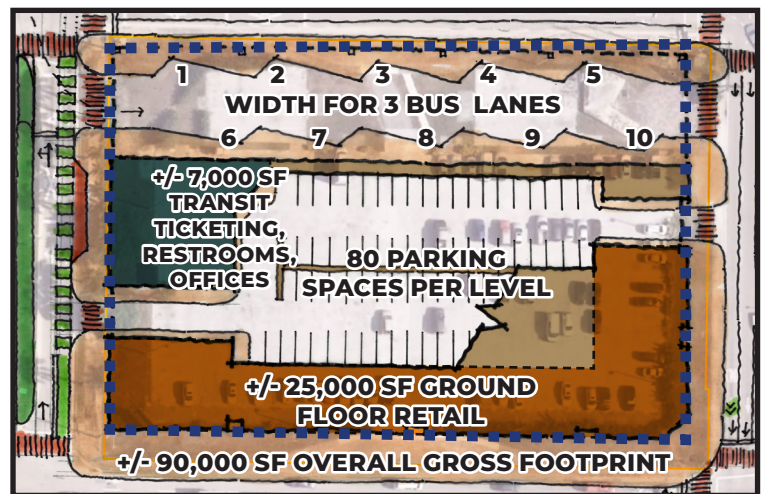 1 2 3 4 5
WIDTH FOR 3 BUS LANES
6 7 8 9 10
+/- 7,000 SF
TRANSIT
TICKETING,
RESTROOMS,
OFFICES
80 PARKING
SPACES PER LEVEL
+/- 25,000 SF GROUND
FLOOR RETAIL
+/- 90,000 SF OVERALL GROSS FOOTPRINT